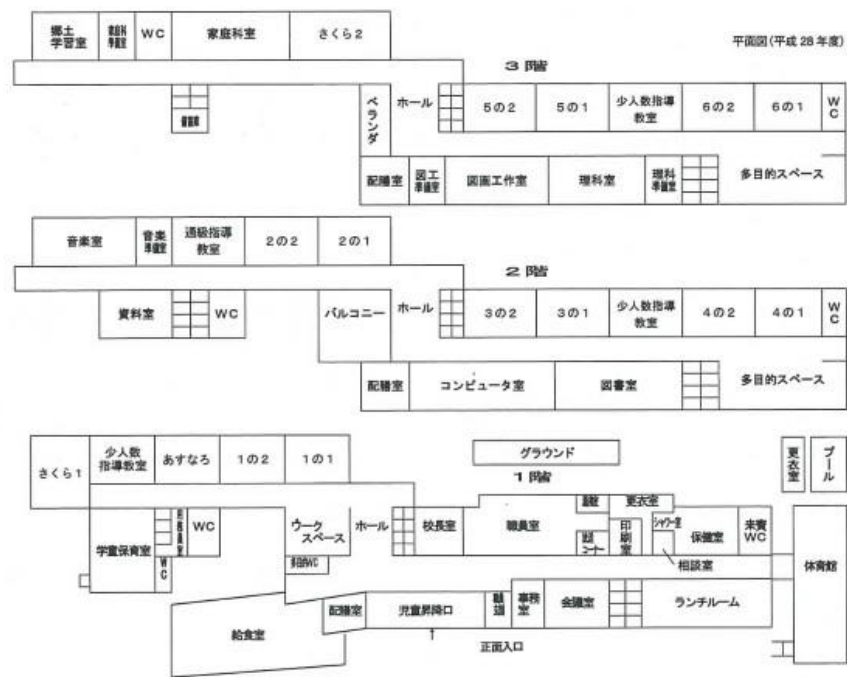 平面図(平成28年度)
3階
郷土
学習室
家庭科
準備室
WC
家庭科室
さくら2
ベランダ
ホール
5の2
5の1
少人数指導
教室
6の2
6の1
WC
配膳室
図工
準備室
図画工作室
理科室
理科
準備室
多目的スペース
2階
音楽室
音楽
準備室
通級指導
教室
2の2
2の1
資料室
WC
バルコニー
ホール
3の2
3の1
少人数指導
教室
4の2
4の1
WC
配膳室
コンピュータ室
図書室
多目的スペース
1階
グラウンド
更衣室
プール
さくら1
少人数
指導教室
あすなろ
1の2
1の1
学童保育室
WC
WC
ワーク
スペース
ホール
校長室
職員室
更衣室
印刷室
シャワー室
保健室
来賓
WC
相談室
体育館
給食室
配膳室
児童昇降口
事務室
会議室
ランチルーム
↑
正面入口